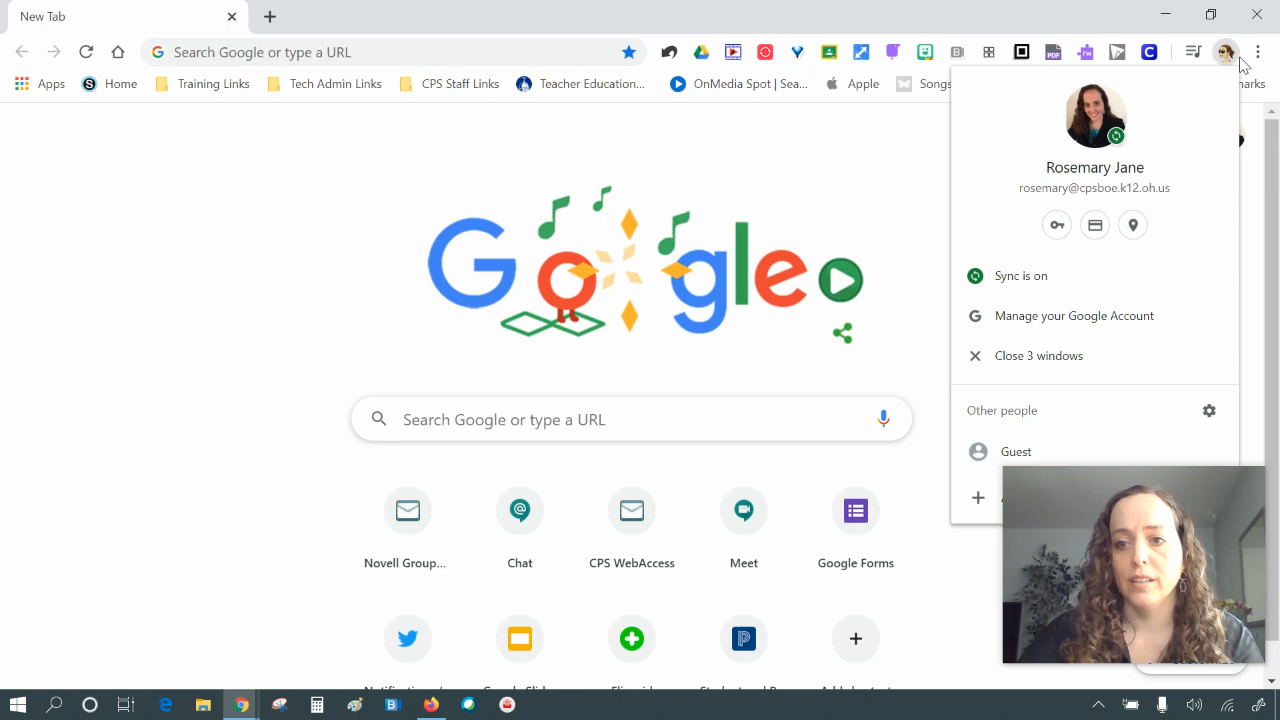 New Tab
Search Google or type a URL
Apps
Home
Training Links
Tech Admin Links
CPS Staff Links
Teacher Education...
OnMedia Spot | Sea...
Apple
Songs
Rosemary Jane
rosemary@cpsboe.k12.oh.us
Sync is on
Manage your Google Account
Close 3 windows
Other people
Guest
Google
Search Google or type a URL
Novell Group...
Chat
CPS WebAccess
Meet
Google Forms